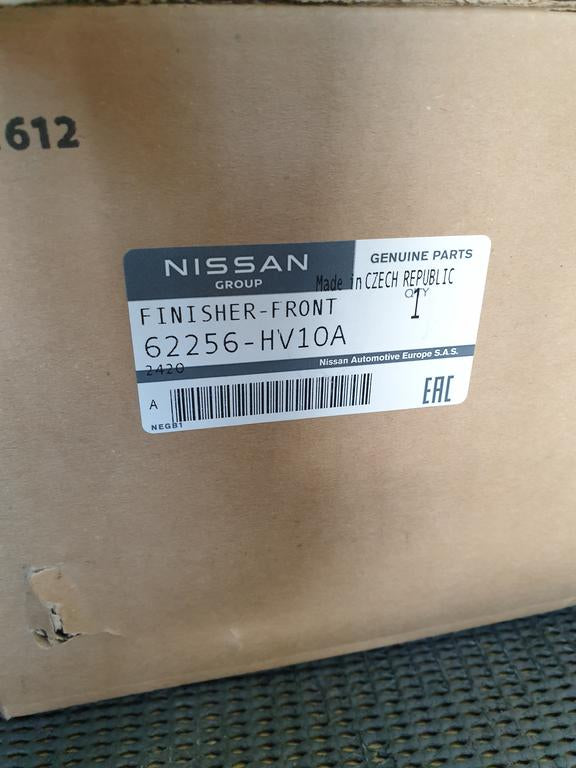 612
NISSAN
GROUP
GENUINE PARTS
Made in CZECH REPUBLIC
QTY
FINISHER-FRONT
1
62256-HV10A
2420
Nissan Automotive Europe S.A.S.
A
EAC
NEGB1